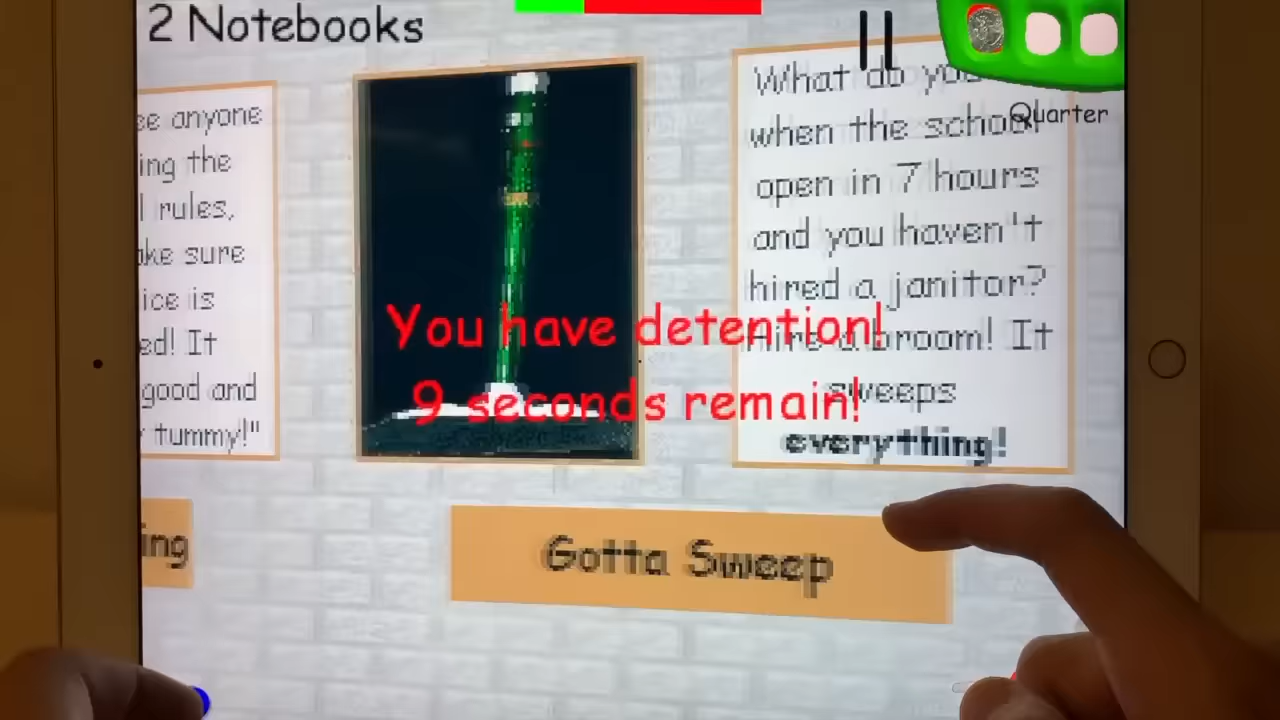 2 Notebooks
Quarter
ee anyone
ing the
l rules,
ake sure
ice is
ed! It
good and
tummy!"
What do you
when the school
open in 7 hours
and you haven't
hired a janitor?
Hire a broom! It
sweeps
everything!
You have detention!
9 seconds remain!
ing
Gotta Sweep